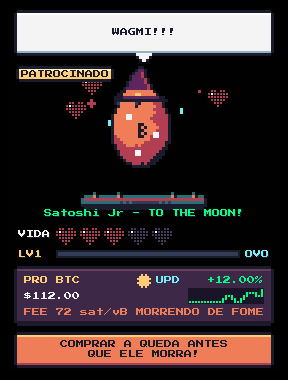 WAGMI!!!
PATROCINADO
B
Satoshi Jr - TO THE MOON!
VIDA
LV1 OVO
PRO BTC UPD +12.00%
$112.00
FEE 72 sat/vB MORRENDO DE FOME
COMPRAR A QUEDA ANTES
QUE ELE MORRA!